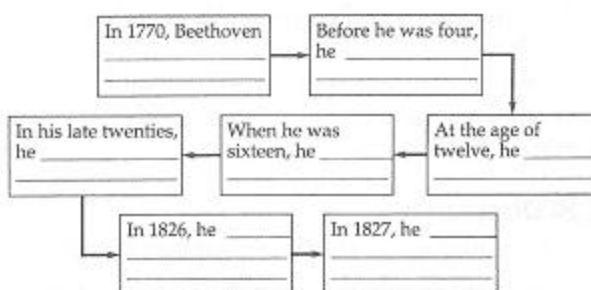 In 1770, Beethoven
Before he was four,
he
At the age of
twelve, he
When he was
sixteen, he
In his late twenties,
he
In 1826, he
In 1827, he